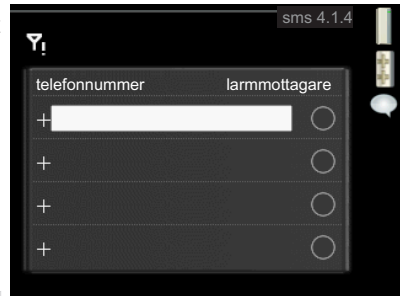 sms 4.1.4
telefonnummer larmmottagare
+
+
+
+